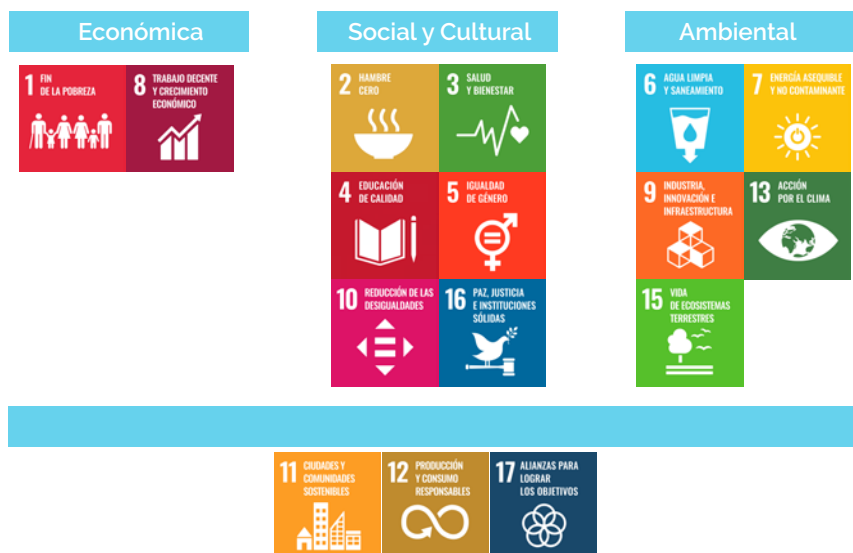 Económica
1 FIN
DE LA POBREZA
8 TRABAJO DECENTE
Y CRECIMIENTO
ECONÓMICO
Social y Cultural
2 HAMBRE
CERO
3 SALUD
Y BIENESTAR
4 EDUCACIÓN
DE CALIDAD
5 IGUALDAD
DE GÉNERO
10 REDUCCIÓN DE LAS
DESIGUALDADES
16 PAZ, JUSTICIA
E INSTITUCIONES
SÓLIDAS
Ambiental
6 AGUA LIMPIA
Y SANEAMIENTO
7 ENERGÍA ASEQUIBLE
Y NO CONTAMINANTE
9 INDUSTRIA,
INNOVACIÓN E
INFRAESTRUCTURA
13 ACCIÓN
POR EL CLIMA
15 VIDA
DE ECOSISTEMAS
TERRESTRES
11 CIUDADES Y
COMUNIDADES
SOSTENIBLES
12 PRODUCCIÓN
Y CONSUMO
RESPONSABLES
17 ALIANZAS PARA
LOGRAR
LOS OBJETIVOS